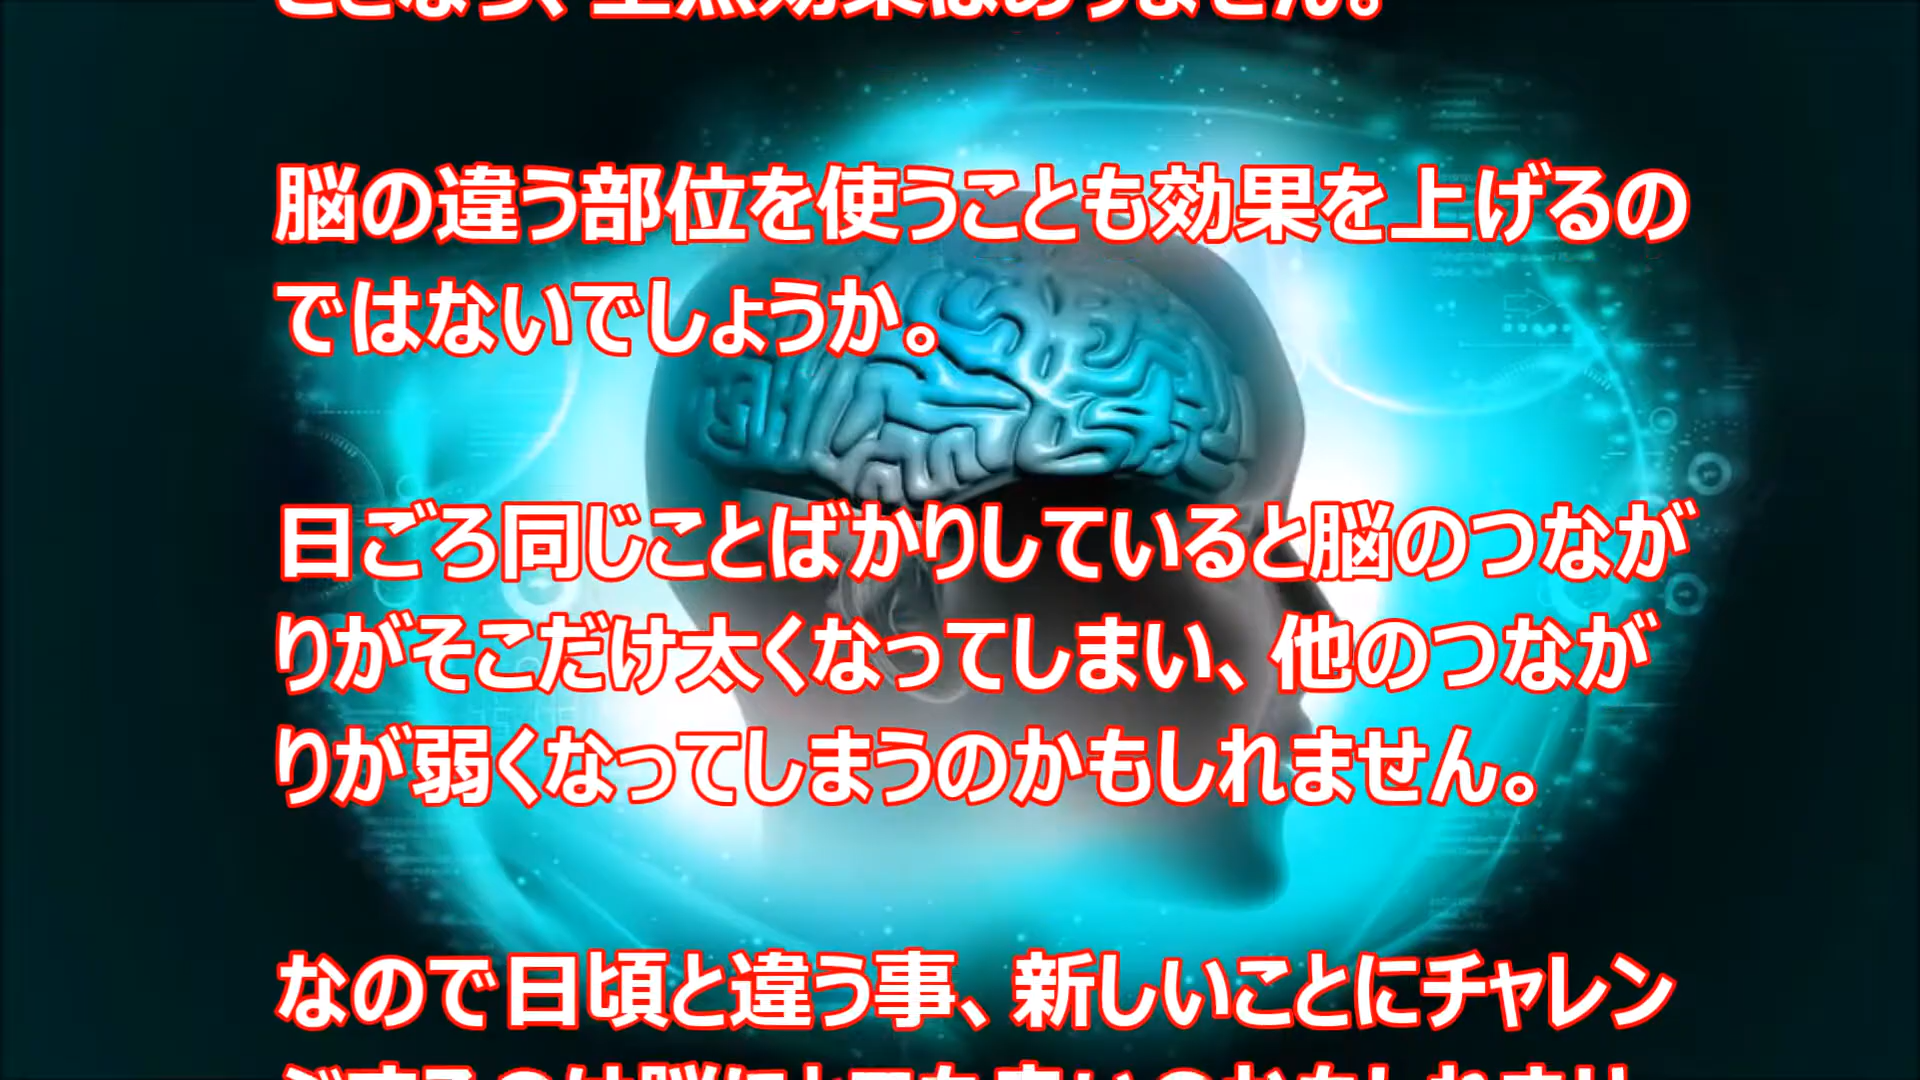 脳の違う部位を使うことも効果を上げるの
ではないでしょうか。
日ごろ同じことばかりしていると脳のつなが
りがそこだけ太くなってしまい、他のつなが
りが弱くなってしまうのかもしれません。
なので日頃と違う事、新しいことにチャレン